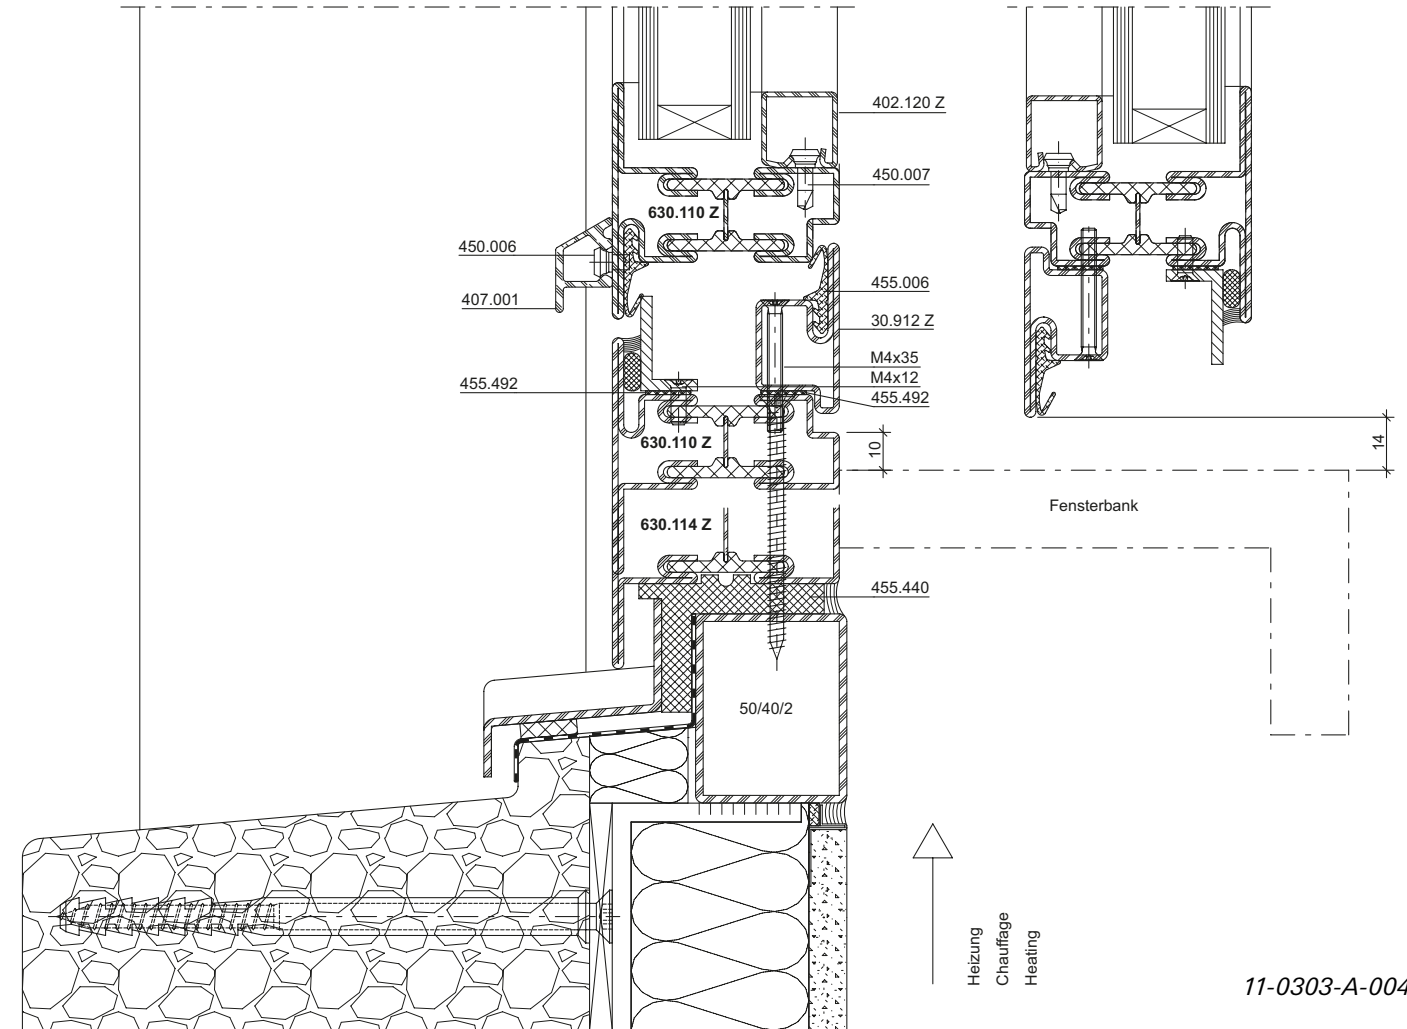 402.120 Z
450.007
630.110 Z
450.006
407.001
455.006
30.912 Z
M4x35
M4x12
455.492
455.492
630.110 Z
10
14
Fensterbank
630.114 Z
455.440
50/40/2
Heizung
Chauffage
Heating
11-0303-A-004